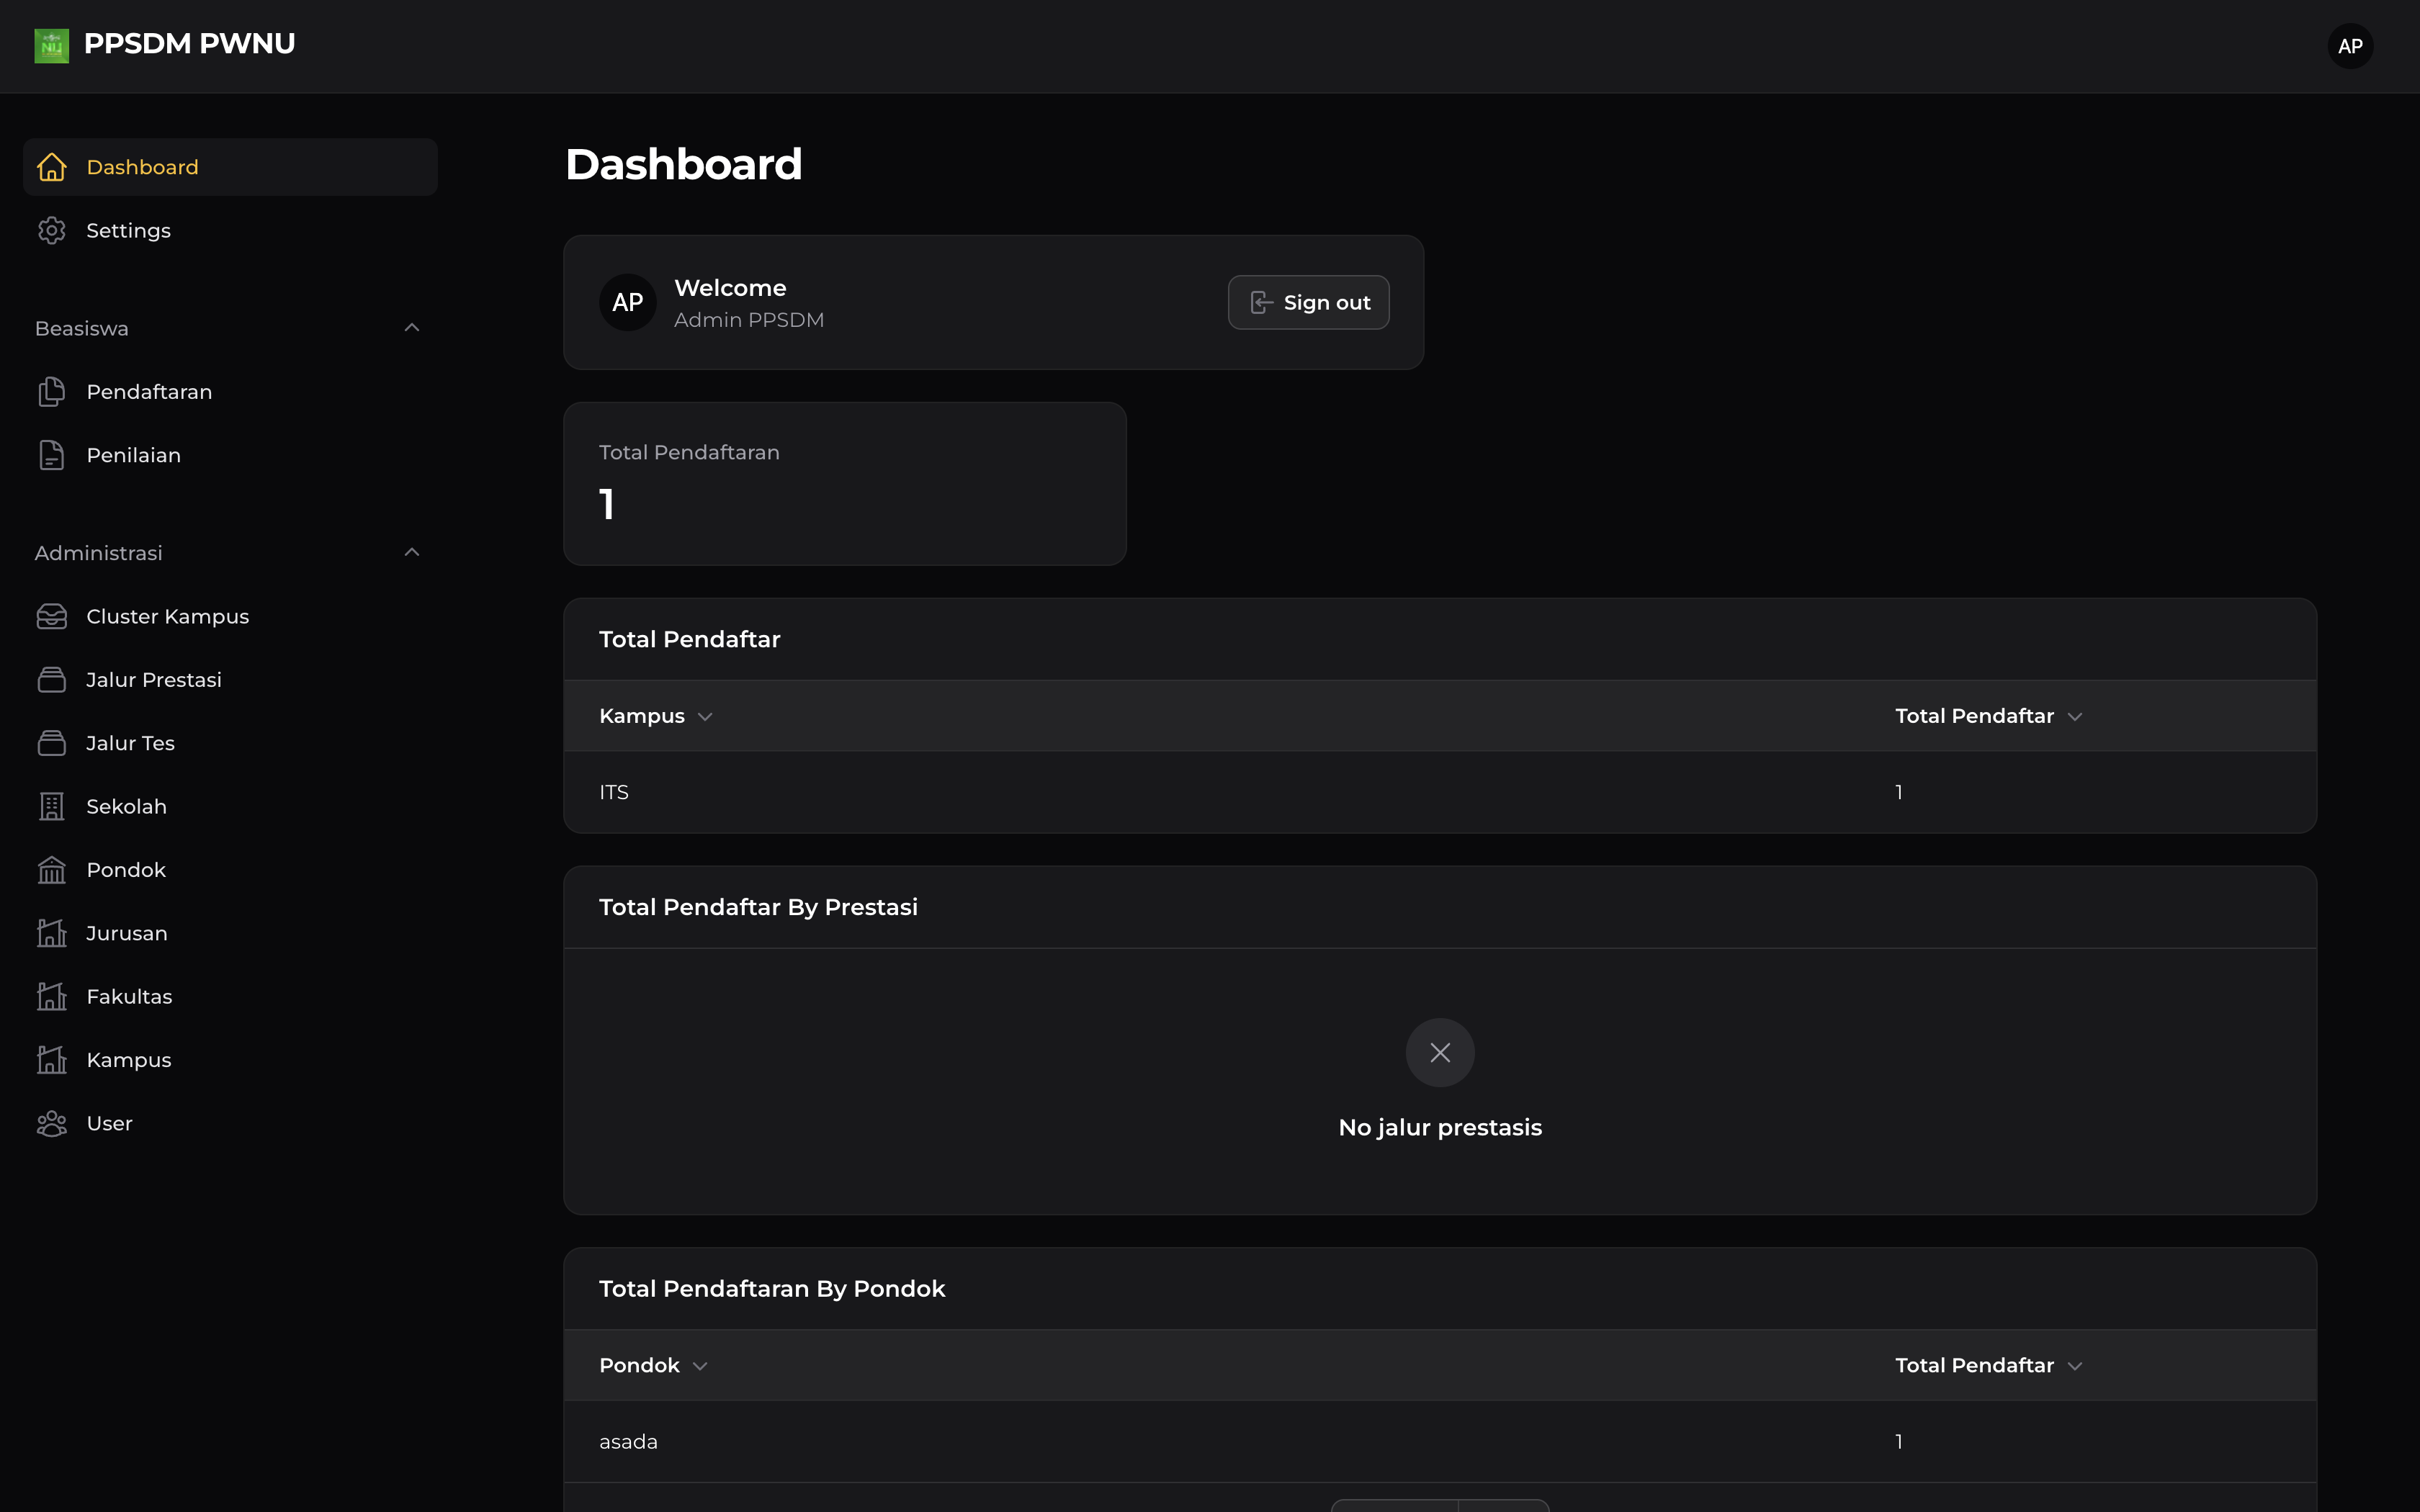 NU
PPSDM PWNU
AP
Dashboard
Settings
Beasiswa
Pendaftaran
Penilaian
Administrasi
Cluster Kampus
Jalur Prestasi
Jalur Tes
Sekolah
Pondok
Jurusan
Fakultas
Kampus
User
Dashboard
AP
Welcome
Admin PPSDM
Sign out
Total Pendaftaran
1
Total Pendaftar
Kampus Total Pendaftar
ITS 1
Total Pendaftar By Prestasi
No jalur prestasis
Total Pendaftaran By Pondok
Pondok Total Pendaftar
asada 1